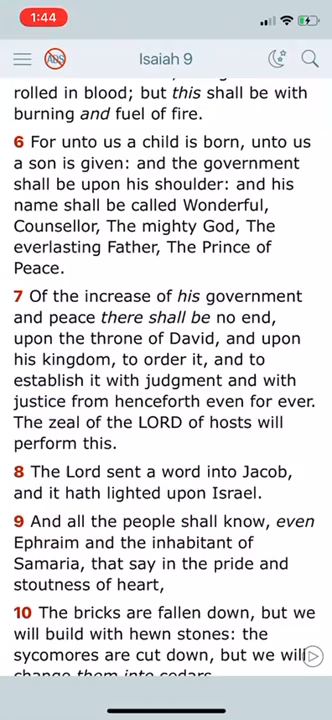 1:44
ADS
Isaiah 9
rolled in blood; but this shall be with
burning and fuel of fire.
6 For unto us a child is born, unto us
a son is given: and the government
shall be upon his shoulder: and his
name shall be called Wonderful,
Counsellor, The mighty God, The
everlasting Father, The Prince of
Peace.
7 Of the increase of his government
and peace there shall be no end,
upon the throne of David, and upon
his kingdom, to order it, and to
establish it with judgment and with
justice from henceforth even for ever.
The zeal of the LORD of hosts will
perform this.
8 The Lord sent a word into Jacob,
and it hath lighted upon Israel.
9 And all the people shall know, even
Ephraim and the inhabitant of
Samaria, that say in the pride and
stoutness of heart,
10 The bricks are fallen down, but we
will build with hewn stones: the
sycomores are cut down, but we will
change them into cedars